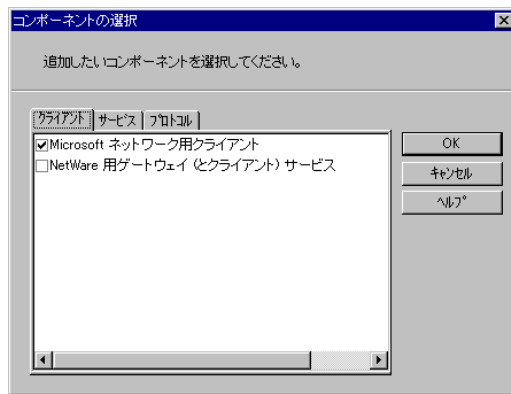 コンポーネントの選択
追加したいコンポーネントを選択してください。
クライアント サービス プロトコル
Microsoft ネットワーク用クライアント
NetWare 用ゲートウェイ (とクライアント) サービス
OK
キャンセル
ヘルプ